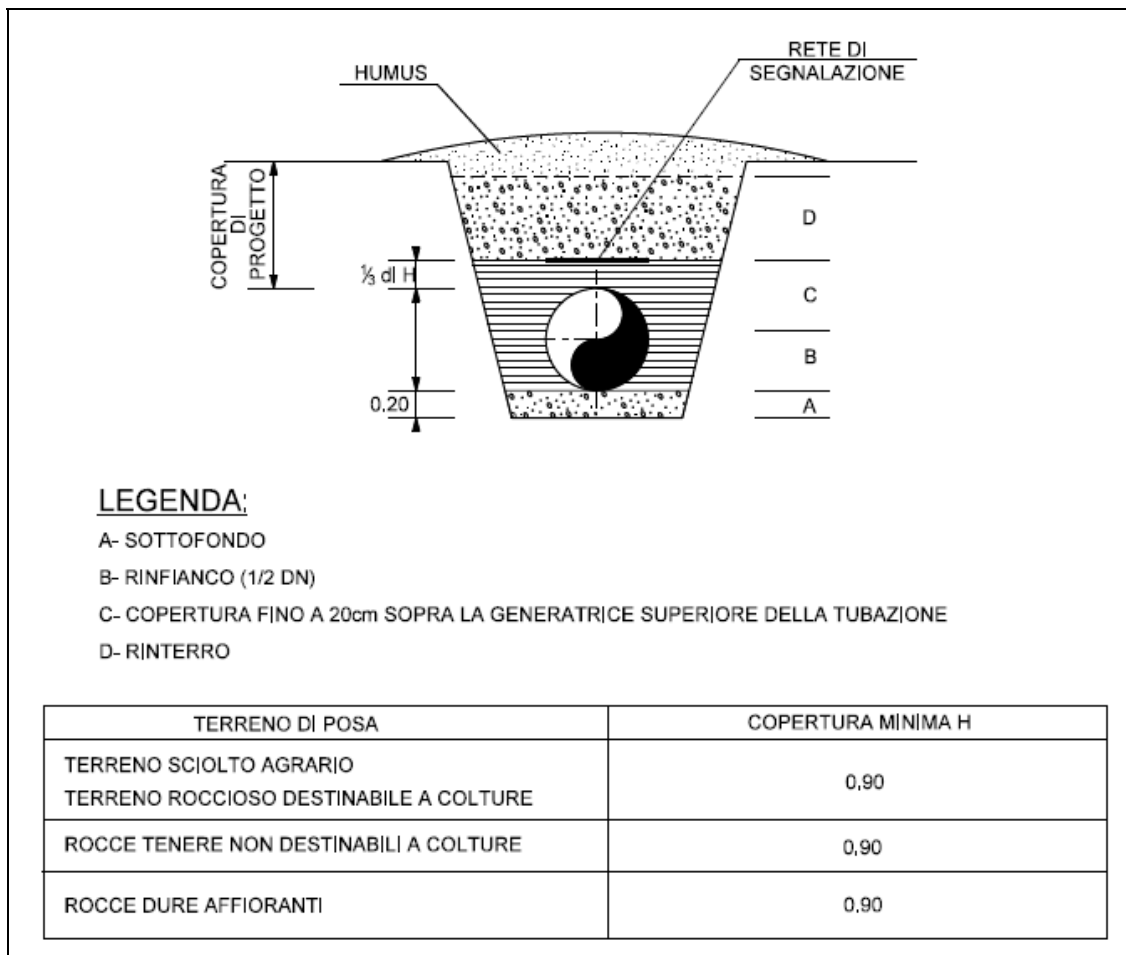 RETE DI
SEGNALAZIONE
HUMUS
COPERTURA
DI
PROGETTO
D
⅓ di H
C
B
0.20
A
LEGENDA:
A- SOTTOFONDO
B- RINFIANCO (1/2 DN)
C- COPERTURA FINO A 20cm SOPRA LA GENERATRICE SUPERIORE DELLA TUBAZIONE
D- RINTERRO
TERRENO DI POSA
COPERTURA MINIMA H
TERRENO SCIOLTO AGRARIO
TERRENO ROCCIOSO DESTINABILE A COLTURE
0,90
ROCCE TENERE NON DESTINABILI A COLTURE
0,90
ROCCE DURE AFFIORANTI
0,90